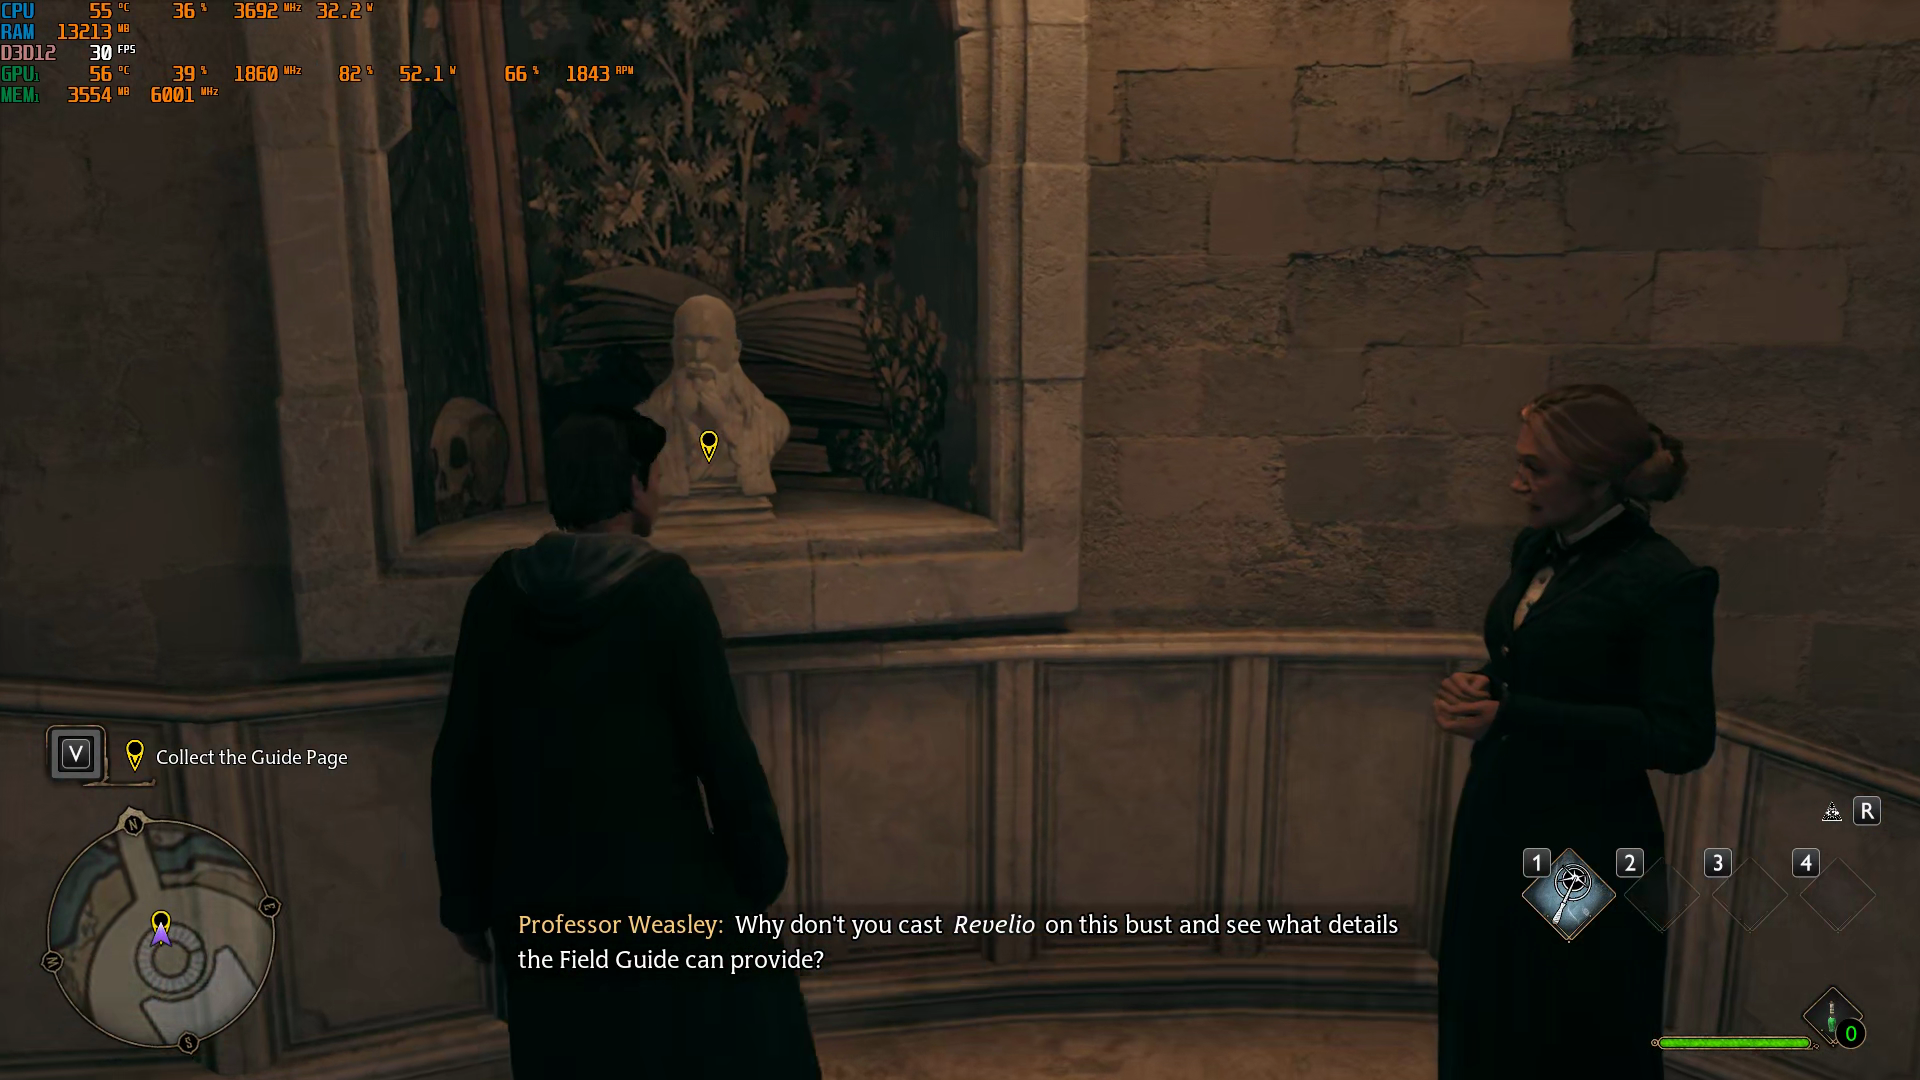 CPU 55 °C 36 % 3692 MHz 32.2 W
RAM 13213 MB
D3D12 30 FPS
GPU1 56 °C 39 % 1860 MHz 82 % 52.1 W 66 % 1843 RPM
MEM1 3554 MB 6001 MHz
V Collect the Guide Page
N
E
W
S
R
1 2 3 4
Professor Weasley: Why don't you cast Revelio on this bust and see what details
the Field Guide can provide?
0